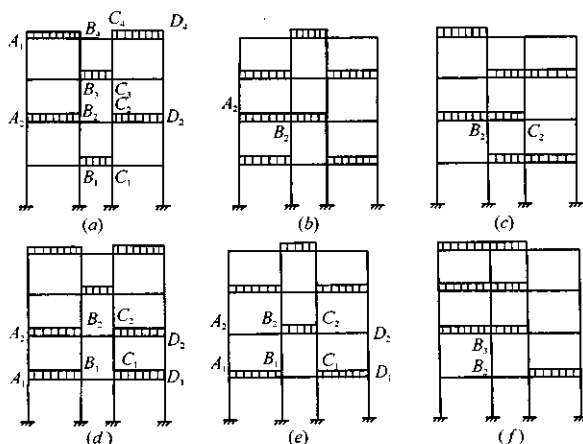 C₄
A₁ B₄ D₄
B₃ C₃
A₂ B₂ C₂ D₂
B₁ C₁
(a)
A₂
B₂
(b)
B₂ C₂
(c)
A₂ B₂ C₂ D₂
A₁ B₁ C₁ D₁
(d)
A₂ B₂ C₂ D₂
A₁ B₁ C₁ D₁
(e)
B₃
B₂
(f)